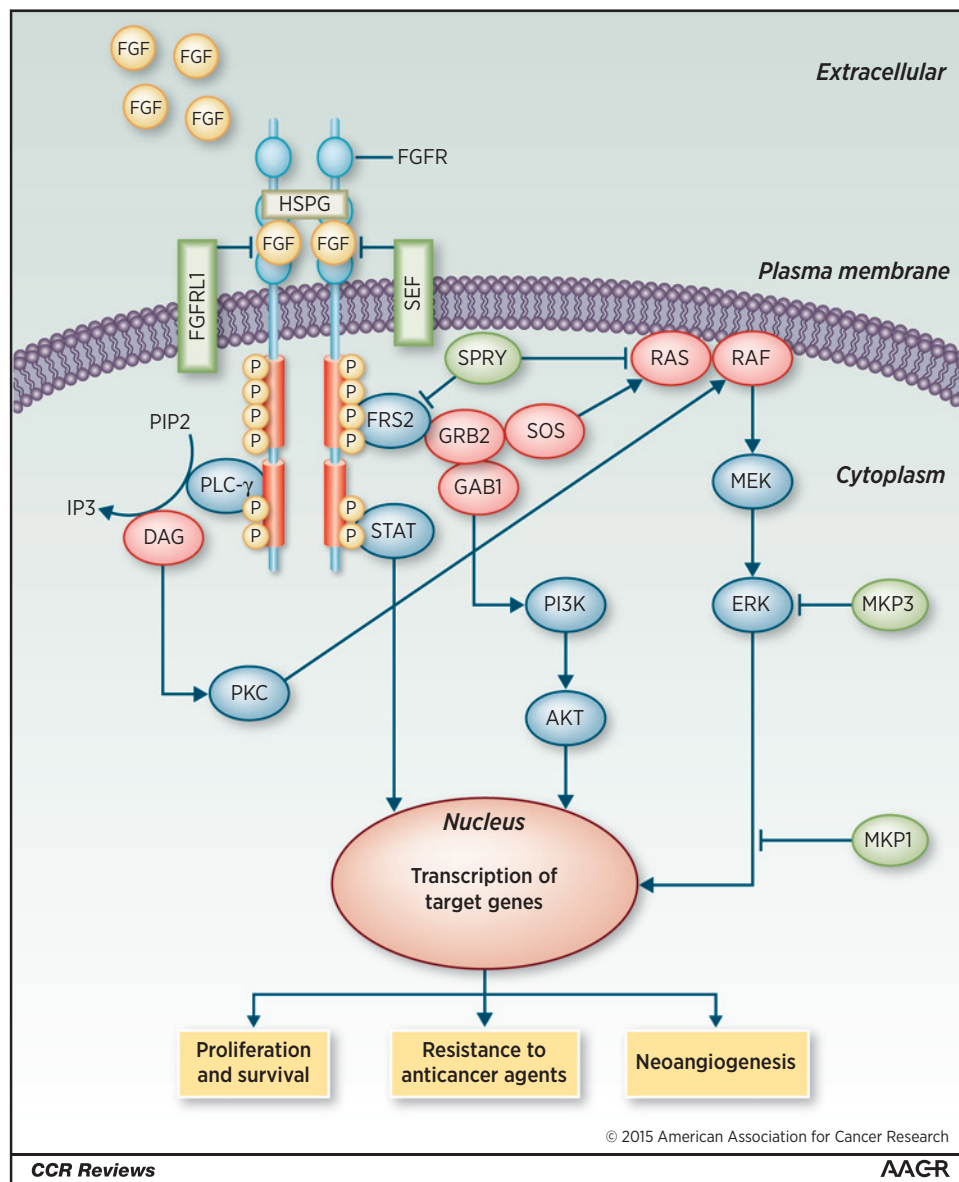 FGF
FGF
FGF
FGF
Extracellular
FGFR
HSPG
FGF
FGF
FGFRL1
SEF
Plasma membrane
SPRY
RAS
RAF
P
P
P
P
P
P
P
P
FRS2
GRB2
SOS
PIP2
Cytoplasm
PLC-γ
GAB1
MEK
IP3
P
P
P
P
DAG
STAT
PI3K
ERK
MKP3
PKC
AKT
Nucleus
Transcription of
target genes
MKP1
Proliferation
and survival
Resistance to
anticancer agents
Neoangiogenesis
© 2015 American Association for Cancer Research
CCR Reviews
AACR